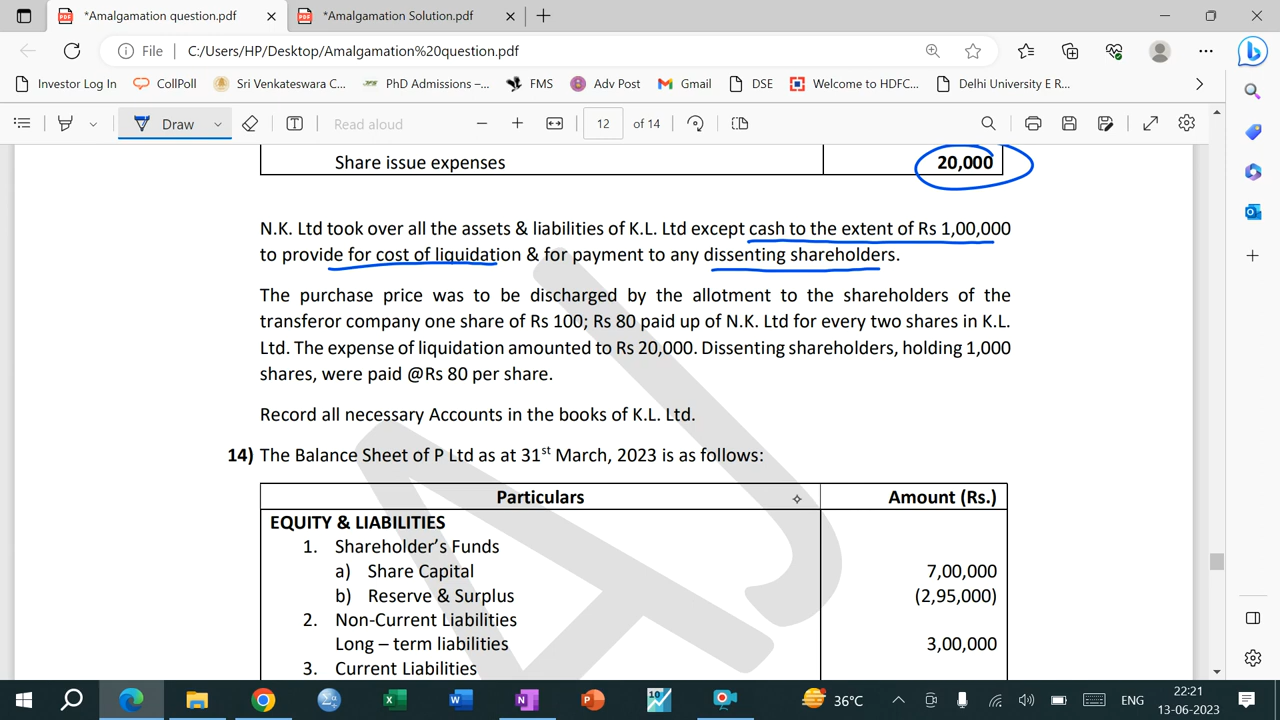 *Amalgamation question.pdf
*Amalgamation Solution.pdf
File C:/Users/HP/Desktop/Amalgamation%20question.pdf
Investor Log In CollPoll Sri Venkateswara C... PhD Admissions –... FMS Adv Post Gmail DSE Welcome to HDFC... Delhi University E R...
Draw Read aloud 12 of 14
Share issue expenses 20,000
N.K. Ltd took over all the assets & liabilities of K.L. Ltd except cash to the extent of Rs 1,00,000
to provide for cost of liquidation & for payment to any dissenting shareholders.
The purchase price was to be discharged by the allotment to the shareholders of the
transferor company one share of Rs 100; Rs 80 paid up of N.K. Ltd for every two shares in K.L.
Ltd. The expense of liquidation amounted to Rs 20,000. Dissenting shareholders, holding 1,000
shares, were paid @Rs 80 per share.
Record all necessary Accounts in the books of K.L. Ltd.
14) The Balance Sheet of P Ltd as at 31st March, 2023 is as follows:
Particulars Amount (Rs.)
EQUITY & LIABILITIES
1. Shareholder's Funds
a) Share Capital 7,00,000
b) Reserve & Surplus (2,95,000)
2. Non-Current Liabilities
Long – term liabilities 3,00,000
3. Current Liabilities
AJ
36°C ENG 22:21
13-06-2023